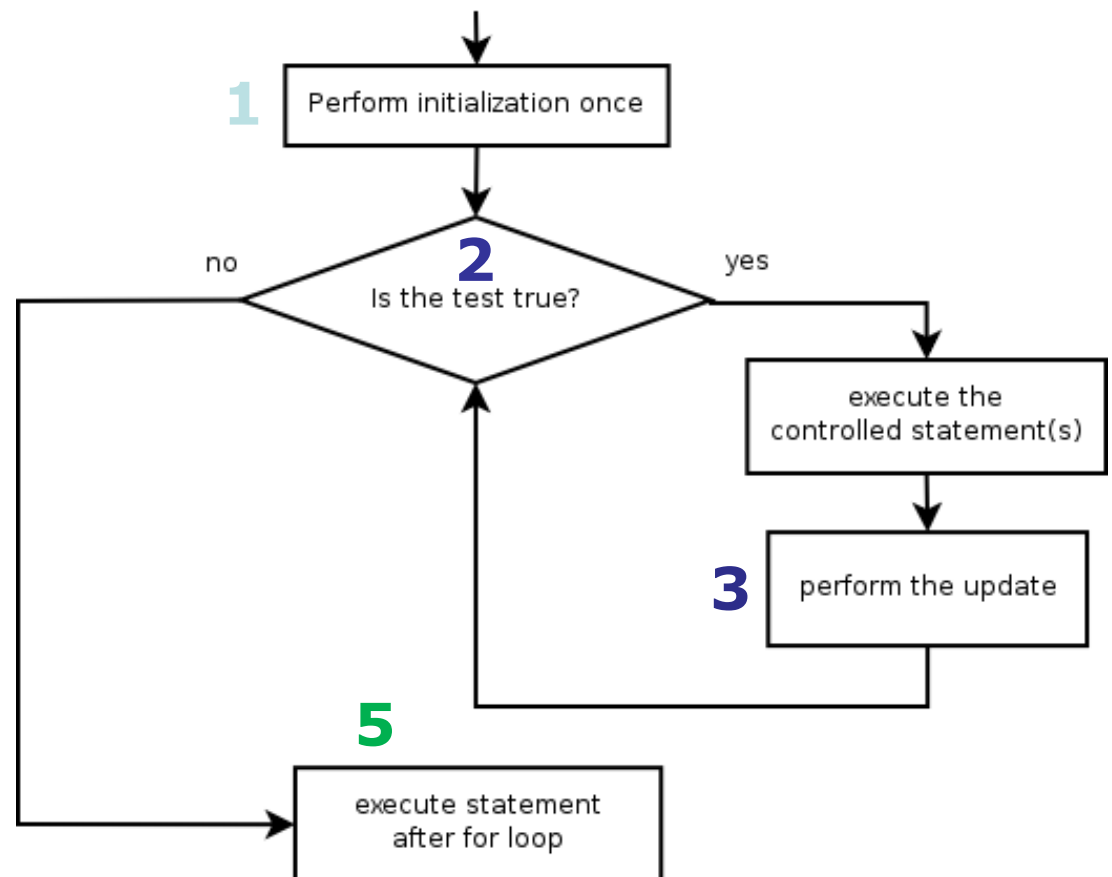 1
Perform initialization once
no
2
yes
Is the test true?
execute the
controlled statement(s)
3
perform the update
5
execute statement
after for loop